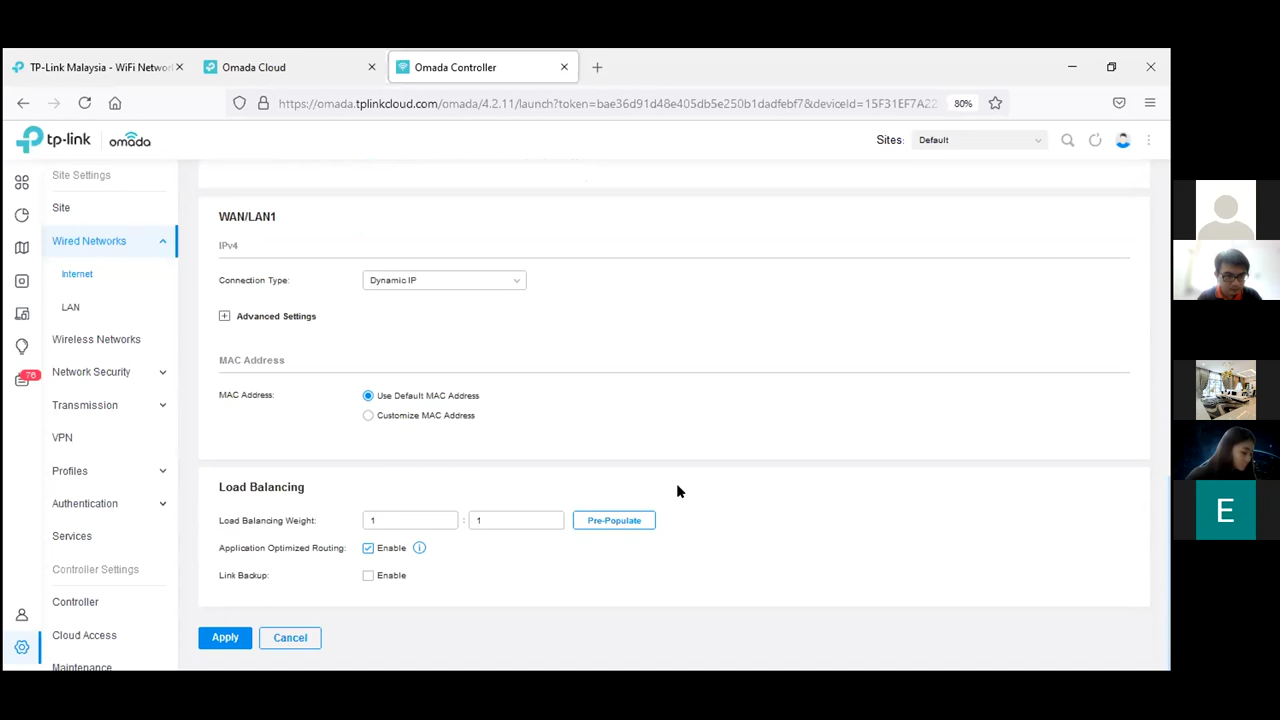 TP-Link Malaysia - WiFi Networ
Omada Cloud
Omada Controller
https://omada.tplinkcloud.com/omada/4.2.11/launch?token=bae36d91d48e405db5e250b1dadfebf7&deviceId=15F31EF7A22
80%
tp-link
omada
Sites:
Default
Site Settings
Site
Wired Networks
Internet
LAN
Wireless Networks
76
Network Security
Transmission
VPN
Profiles
Authentication
Services
Controller Settings
Controller
Cloud Access
Maintenance
WAN/LAN1
IPv4
Connection Type:
Dynamic IP
Advanced Settings
MAC Address
MAC Address:
Use Default MAC Address
Customize MAC Address
Load Balancing
Load Balancing Weight:
1 : 1
Pre-Populate
Application Optimized Routing:
Enable
Link Backup:
Enable
Apply
Cancel
E